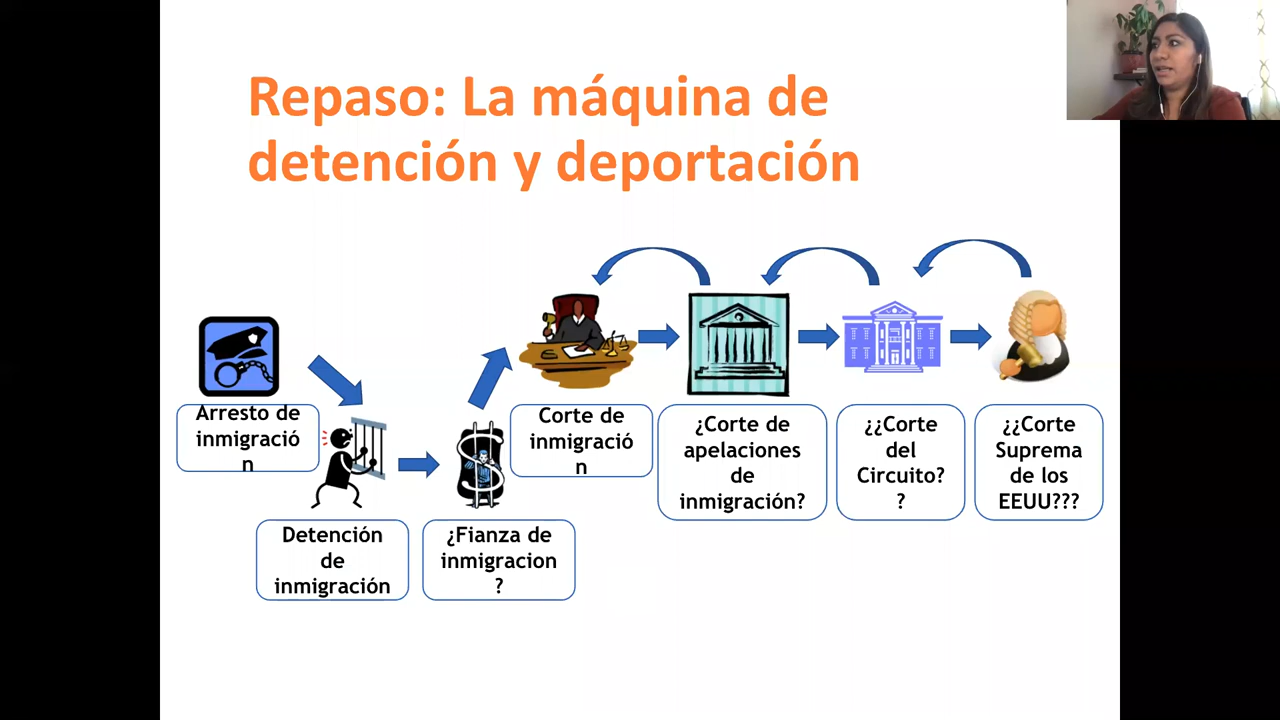 Repaso: La máquina de
detención y deportación
Arresto de
inmigració
n
Detención
de
inmigración
¿Fianza de
inmigracion
?
Corte de
inmigració
n
¿Corte de
apelaciones
de
inmigración?
¿¿Corte
del
Circuito?
?
¿¿Corte
Suprema
de los
EEUU???